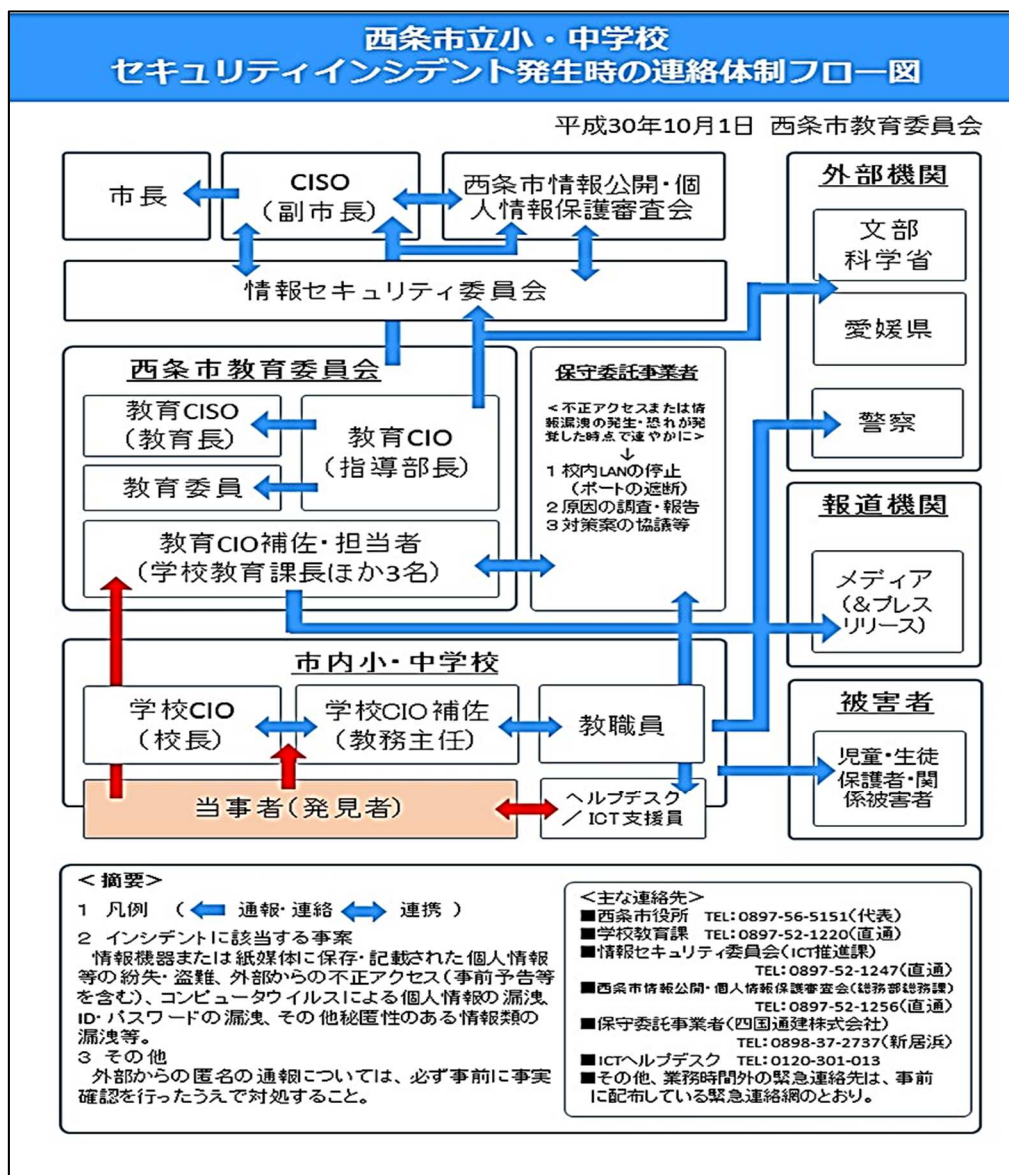 西条市立小・中学校
セキュリティインシデント発生時の連絡体制フロー図
平成30年10月1日 西条市教育委員会
市長
CISO
(副市長)
西条市情報公開・個
人情報保護審査会
情報セキュリティ委員会
西条市教育委員会
教育CISO
(教育長)
教育委員
教育CIO
(指導部長)
教育CIO補佐・担当者
(学校教育課長ほか3名)
保守委託事業者
<不正アクセスまたは情
報漏洩の発生・恐れが発
覚した時点で速やかに>
↓
1 校内LANの停止
(ポートの遮断)
2 原因の調査・報告
3 対策案の協議等
市内小・中学校
学校CIO
(校長)
学校CIO補佐
(教務主任)
教職員
当事者(発見者)
ヘルプデスク
/ICT支援員
外部機関
文部
科学省
愛媛県
警察
報道機関
メディア
(&プレス
リリース)
被害者
児童・生徒
保護者・関
係被害者
<摘要>
1 凡例 ( ⬅ 通報・連絡 ⬌ 連携 )
2 インシデントに該当する事案
情報機器または紙媒体に保存・記載された個人情報
等の紛失・盗難、外部からの不正アクセス(事前予告等
を含む)、コンピュータウイルスによる個人情報の漏洩、
ID・パスワードの漏洩、その他秘匿性のある情報類の
漏洩等。
3 その他
外部からの匿名の通報については、必ず事前に事実
確認を行ったうえで対処すること。
<主な連絡先>
■西条市役所 TEL:0897-56-5151(代表)
■学校教育課 TEL:0897-52-1220(直通)
■情報セキュリティ委員会(ICT推進課)
TEL:0897-52-1247(直通)
■西条市情報公開・個人情報保護審査会(総務部総務課)
TEL:0897-52-1256(直通)
■保守委託事業者(四国通建株式会社)
TEL:0898-37-2737(新居浜)
■ICTヘルプデスク TEL:0120-301-013
■その他、業務時間外の緊急連絡先は、事前
に配布している緊急連絡網のとおり。